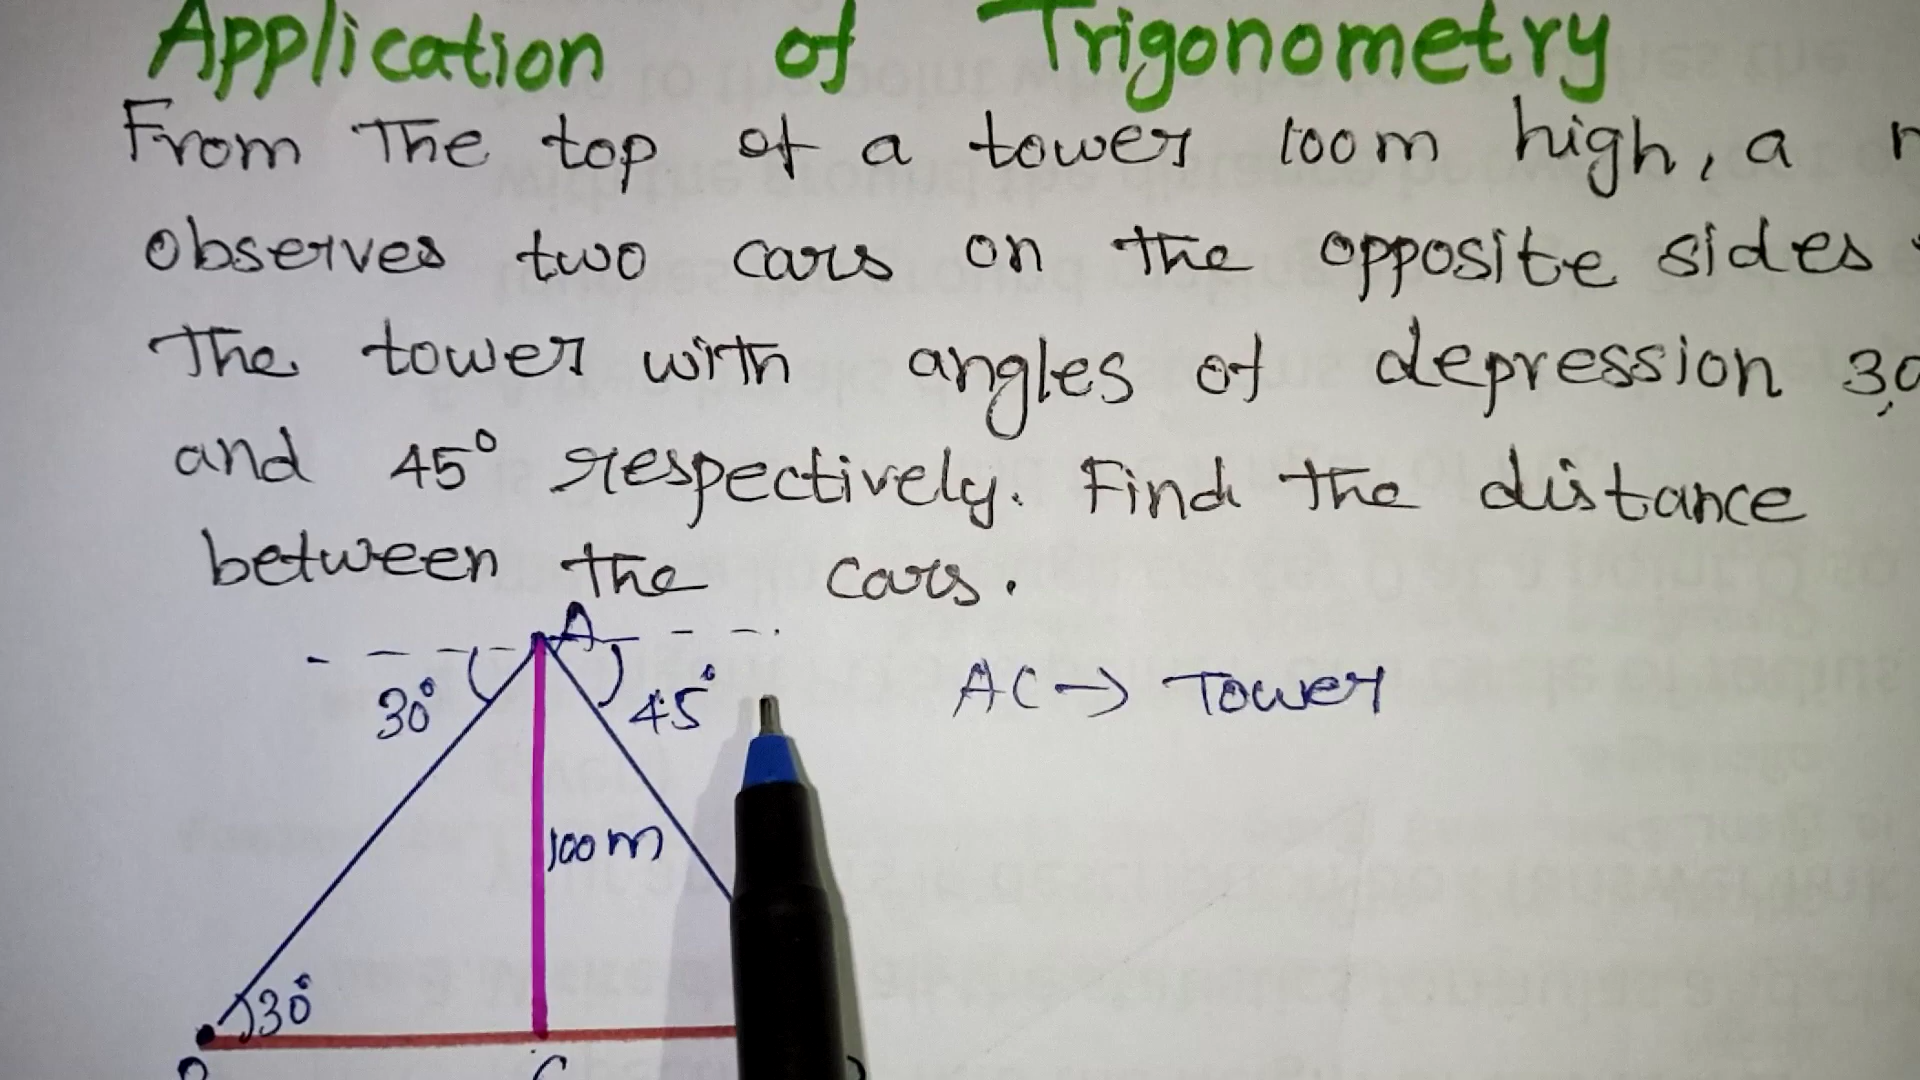 Application of Trigonometry
From The top of a tower 100m high, a
observes two cars on the opposite sides
The tower with angles of depression 30
and 45° respectively. Find the distance
between the cars.
A
30° 45° AC → Tower
100m
30°
B C